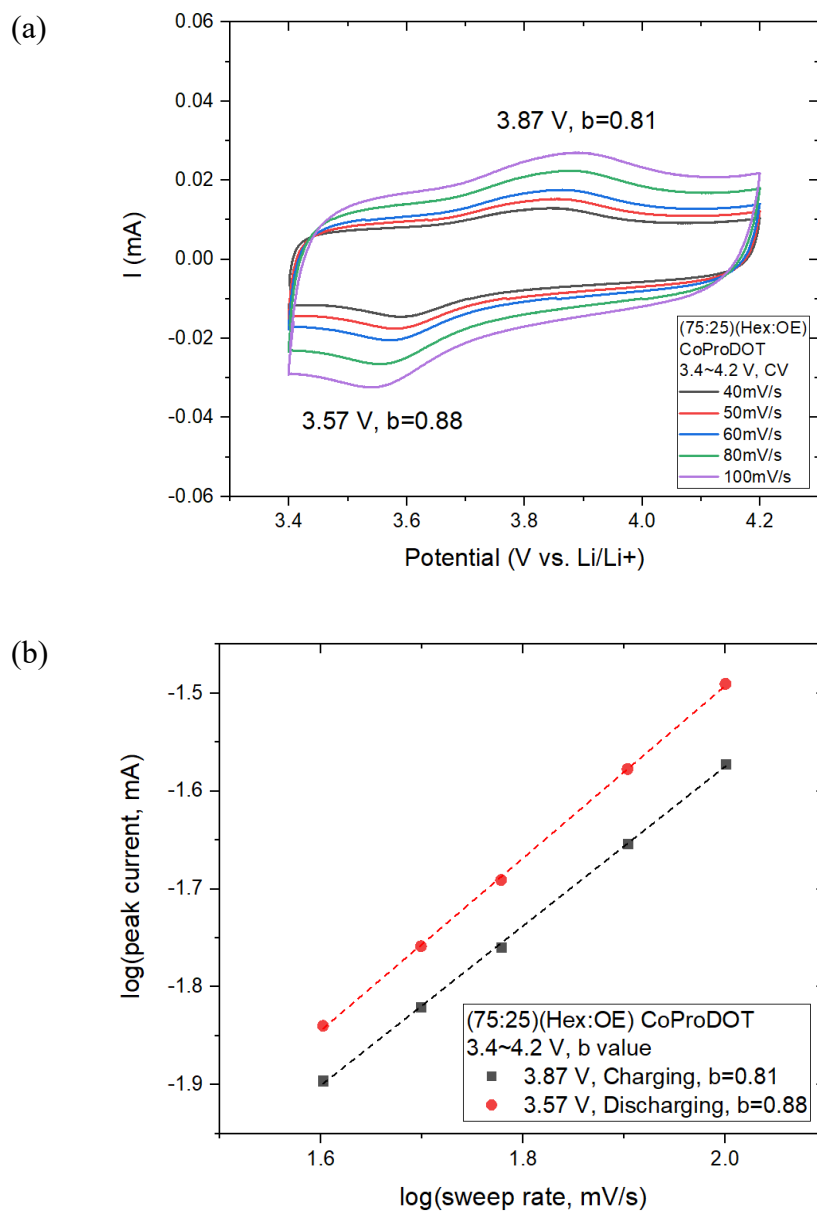 (a)
0.06
0.04
0.02
0.00
-0.02
-0.04
-0.06
I (mA)
3.87 V, b=0.81
3.57 V, b=0.88
(75:25)(Hex:OE)
CoProDOT
3.4~4.2 V, CV
40mV/s
50mV/s
60mV/s
80mV/s
100mV/s
3.4 3.6 3.8 4.0 4.2
Potential (V vs. Li/Li+)
(b)
-1.5
-1.6
-1.7
-1.8
-1.9
log(peak current, mA)
(75:25)(Hex:OE) CoProDOT
3.4~4.2 V, b value
3.87 V, Charging, b=0.81
3.57 V, Discharging, b=0.88
1.6 1.8 2.0
log(sweep rate, mV/s)